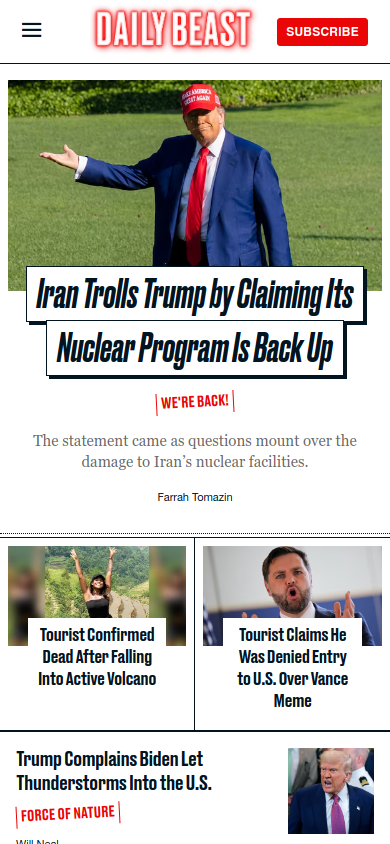 DAILY BEAST
SUBSCRIBE
MAKE AMERICA
GREAT AGAIN
Iran Trolls Trump by Claiming Its
Nuclear Program Is Back Up
WE'RE BACK!
The statement came as questions mount over the
damage to Iran’s nuclear facilities.
Farrah Tomazin
Tourist Confirmed
Dead After Falling
Into Active Volcano
Tourist Claims He
Was Denied Entry
to U.S. Over Vance
Meme
Trump Complains Biden Let
Thunderstorms Into the U.S.
FORCE OF NATURE